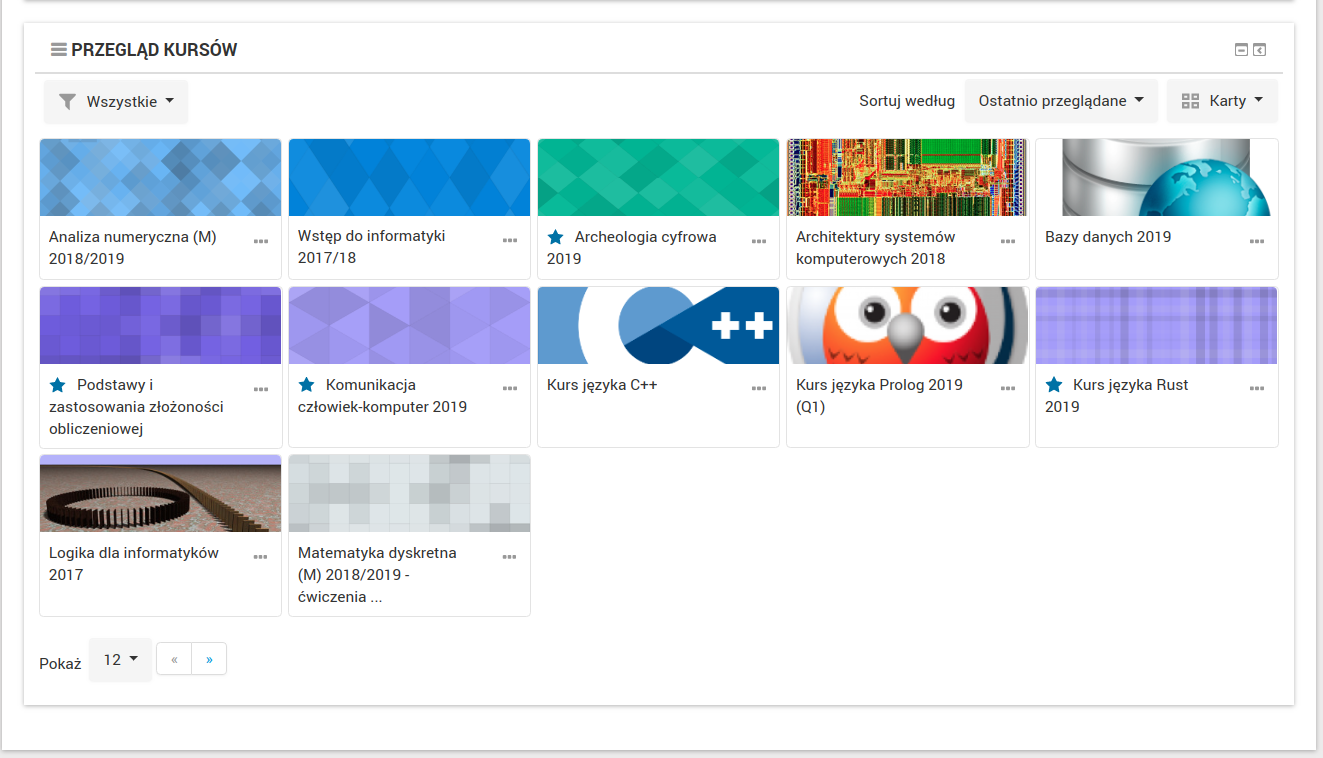 PRZEGLĄD KURSÓW
Wszystkie
Sortuj według Ostatnio przeglądane Karty
Analiza numeryczna (M)
2018/2019
Wstęp do informatyki
2017/18
Archeologia cyfrowa
2019
Architektury systemów
komputerowych 2018
Bazy danych 2019
Podstawy i
zastosowania złożoności
obliczeniowej
Komunikacja
człowiek-komputer 2019
++
Kurs języka C++
Kurs języka Prolog 2019
(Q1)
Kurs języka Rust
2019
Logika dla informatyków
2017
Matematyka dyskretna
(M) 2018/2019 -
ćwiczenia ...
Pokaż 12 « »